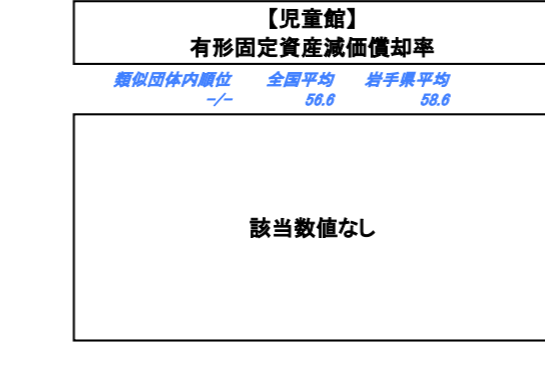 【児童館】
有形固定資産減価償却率
類似団体内順位 全国平均 岩手県平均
-/- 56.6 58.6
該当数値なし